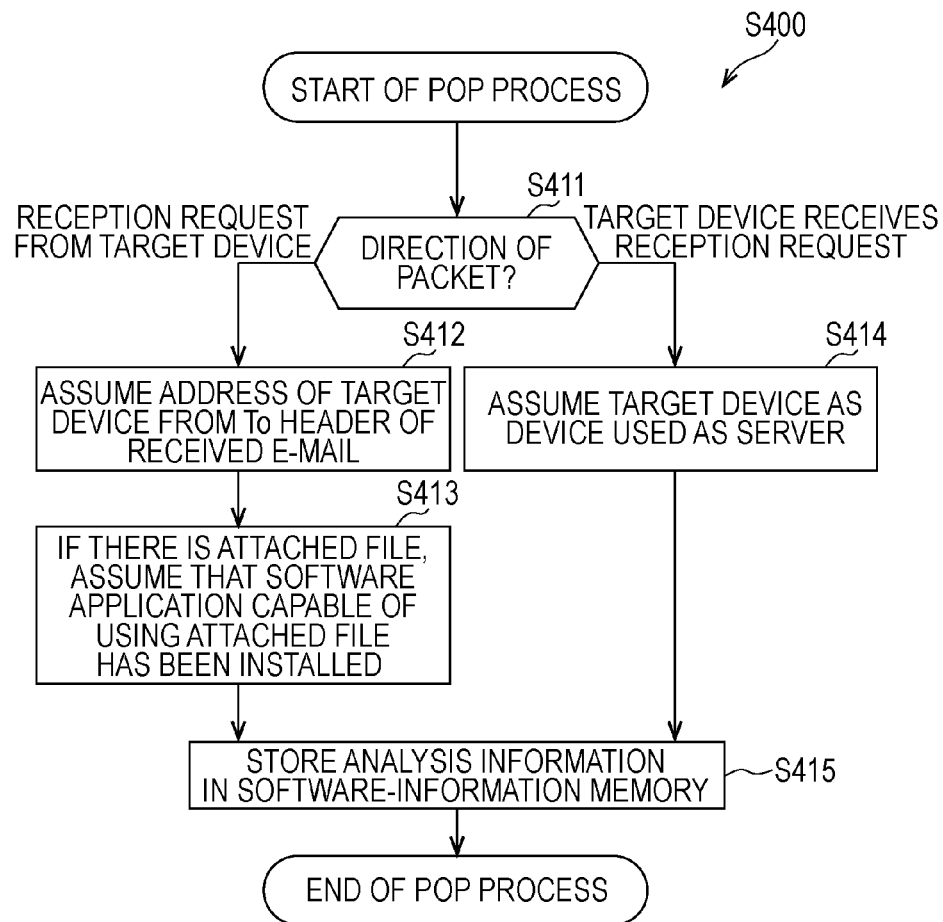 S400
START OF POP PROCESS
S411
RECEPTION REQUEST
FROM TARGET DEVICE
DIRECTION OF
PACKET?
TARGET DEVICE RECEIVES
RECEPTION REQUEST
S412
ASSUME ADDRESS OF TARGET
DEVICE FROM To HEADER OF
RECEIVED E-MAIL
S414
ASSUME TARGET DEVICE AS
DEVICE USED AS SERVER
S413
IF THERE IS ATTACHED FILE,
ASSUME THAT SOFTWARE
APPLICATION CAPABLE OF
USING ATTACHED FILE
HAS BEEN INSTALLED
STORE ANALYSIS INFORMATION
IN SOFTWARE-INFORMATION MEMORY
S415
END OF POP PROCESS